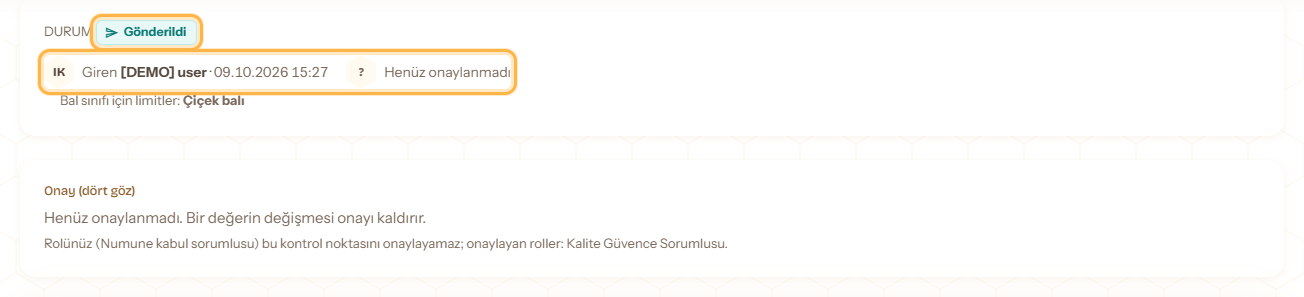 DURUM Gönderildi
IK Giren [DEMO] user · 09.10.2026 15:27 ? Henüz onaylanmadı
Bal sınıfı için limitler: Çiçek balı
Onay (dört göz)
Henüz onaylanmadı. Bir değerin değişmesi onayı kaldırır.
Rolünüz (Numune kabul sorumlusu) bu kontrol noktasını onaylayamaz; onaylayan roller: Kalite Güvence Sorumlusu.